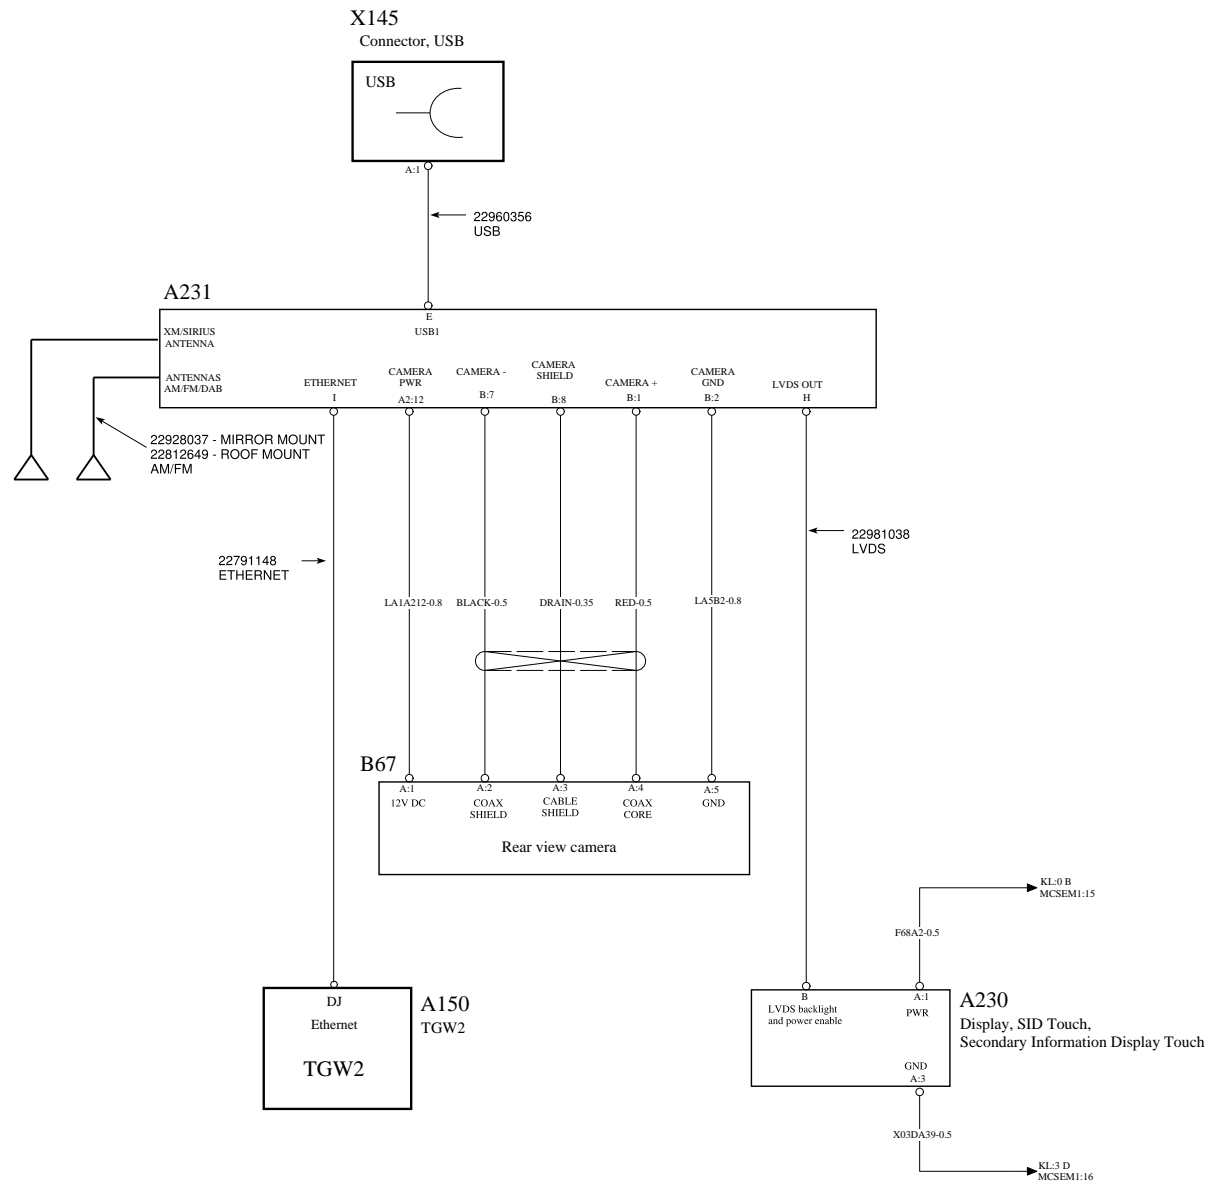 X145
Connector, USB
USB
A:1
22960356
USB
A231
E
USB1
XM/SIRIUS
ANTENNA
ANTENNAS
AM/FM/DAB
ETHERNET
I
CAMERA
PWR
A2:12
CAMERA -
B:7
CAMERA
SHIELD
B:8
CAMERA +
B:1
CAMERA
GND
B:2
LVDS OUT
H
22928037 - MIRROR MOUNT
22812649 - ROOF MOUNT
AM/FM
22981038
LVDS
22791148
ETHERNET
LA1A212-0.8
BLACK-0.5
DRAIN-0.35
RED-0.5
LA5B2-0.8
B67
A:1
12V DC
A:2
COAX
SHIELD
A:3
CABLE
SHIELD
A:4
COAX
CORE
A:5
GND
Rear view camera
KL:0 B
MCSEM1:15
F68A2-0.5
DJ
Ethernet
TGW2
A150
TGW2
B
LVDS backlight
and power enable
A:1
PWR
A230
Display, SID Touch,
Secondary Information Display Touch
GND
A:3
X03DA39-0.5
KL:3 D
MCSEM1:16